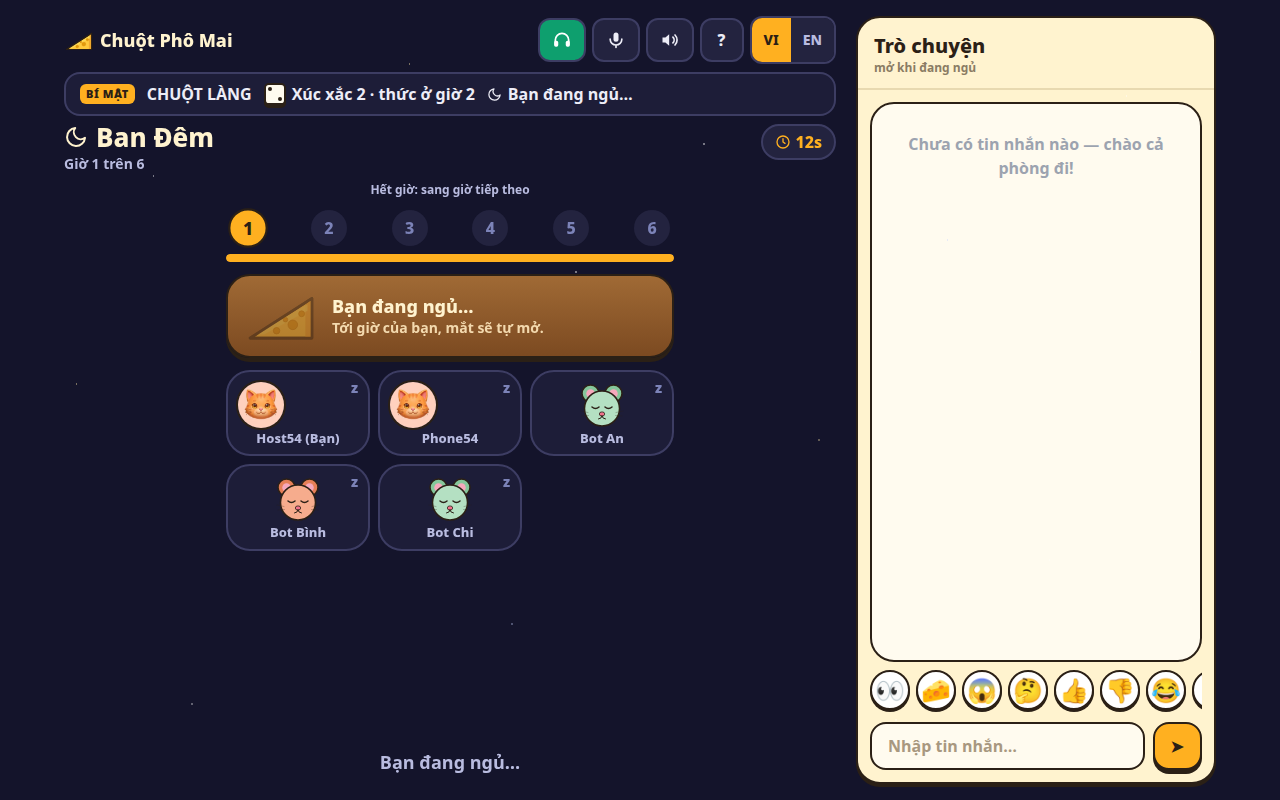 Chuột Phô Mai
?
VI
EN
BÍ MẬT
CHUỘT LÀNG
Xúc xắc 2 · thức ở giờ 2
Bạn đang ngủ...
Ban Đêm
12s
Giờ 1 trên 6
Hết giờ: sang giờ tiếp theo
1
2
3
4
5
6
Bạn đang ngủ...
Tới giờ của bạn, mắt sẽ tự mở.
z
Host54 (Bạn)
z
Phone54
z
Bot An
z
Bot Bình
z
Bot Chi
Bạn đang ngủ...
Trò chuyện
mở khi đang ngủ
Chưa có tin nhắn nào — chào cả
phòng đi!
Nhập tin nhắn...